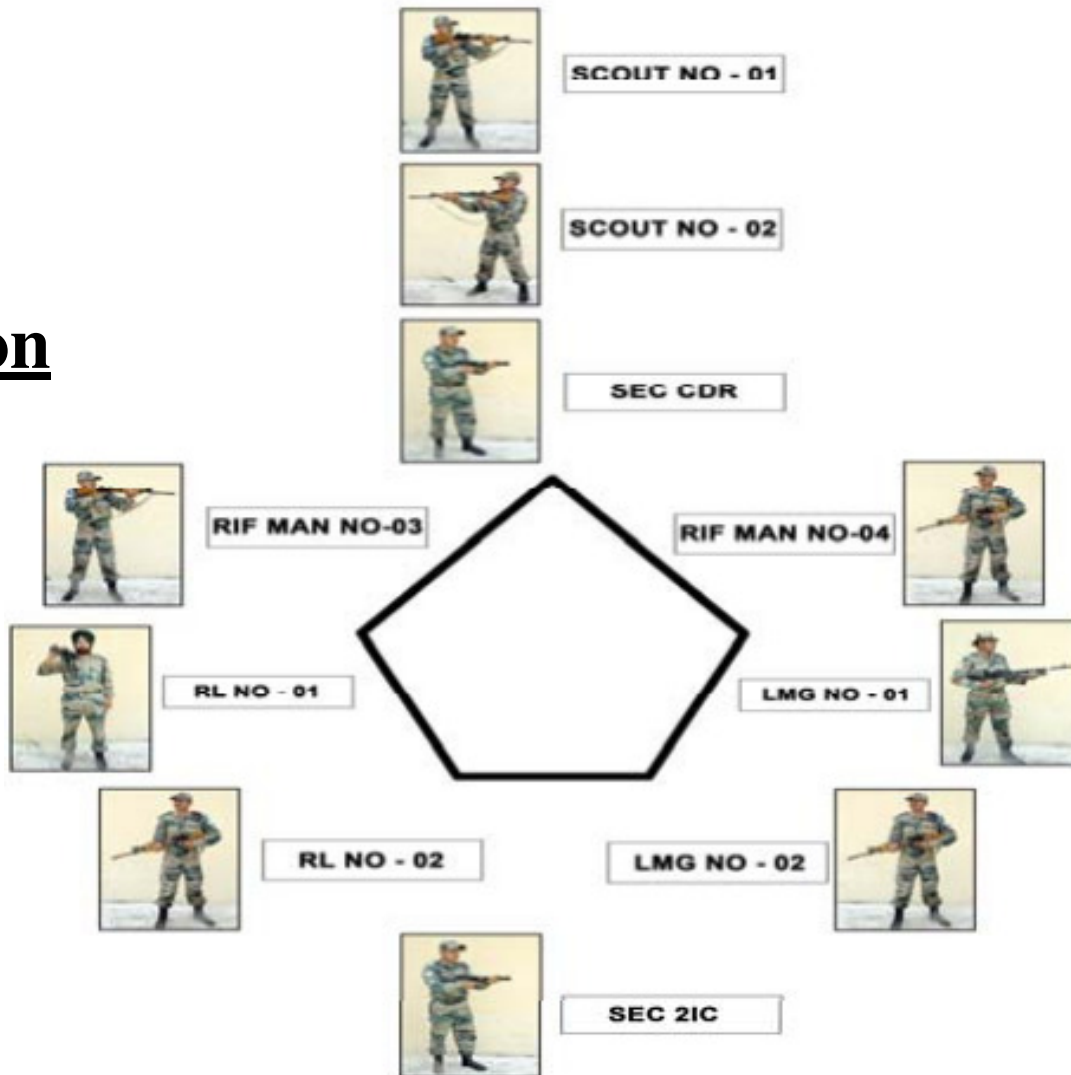 SCOUT NO - 01
SCOUT NO - 02
on
SEC CDR
RIF MAN NO-03
RIF MAN NO-04
RL NO - 01
LMG NO - 01
RL NO - 02
LMG NO - 02
SEC 2IC